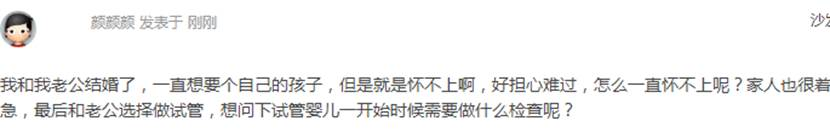 颜颜颜 发表于 刚刚
沙发
我和我老公结婚了，一直想要个自己的孩子，但是就是怀不上啊，好担心难过，怎么一直怀不上呢？家人也很着
急，最后和老公选择做试管，想问下试管婴儿一开始时候需要做什么检查呢？